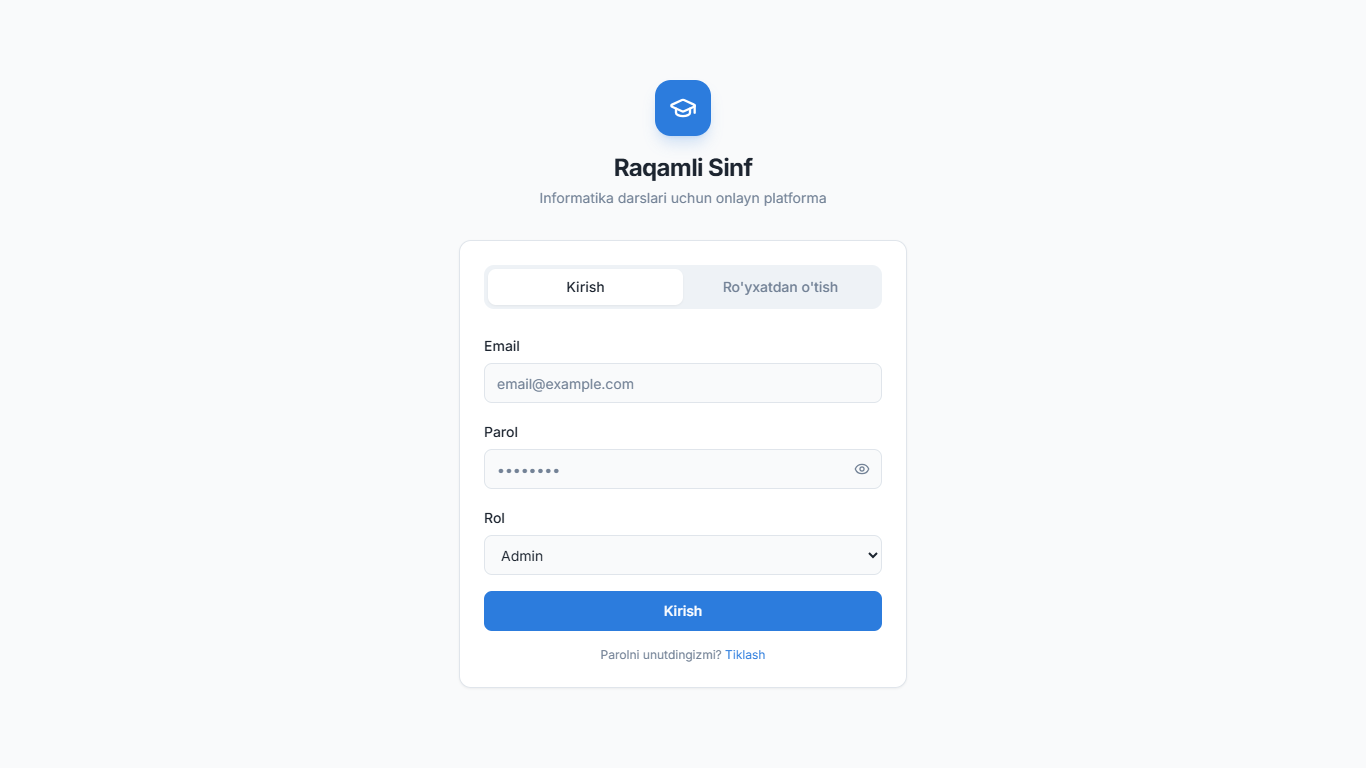 Raqamli Sinf
Informatika darslari uchun onlayn platforma
Kirish
Ro'yxatdan o'tish
Email
email@example.com
Parol
••••••••
Rol
Admin
Kirish
Parolni unutdingizmi? Tiklash